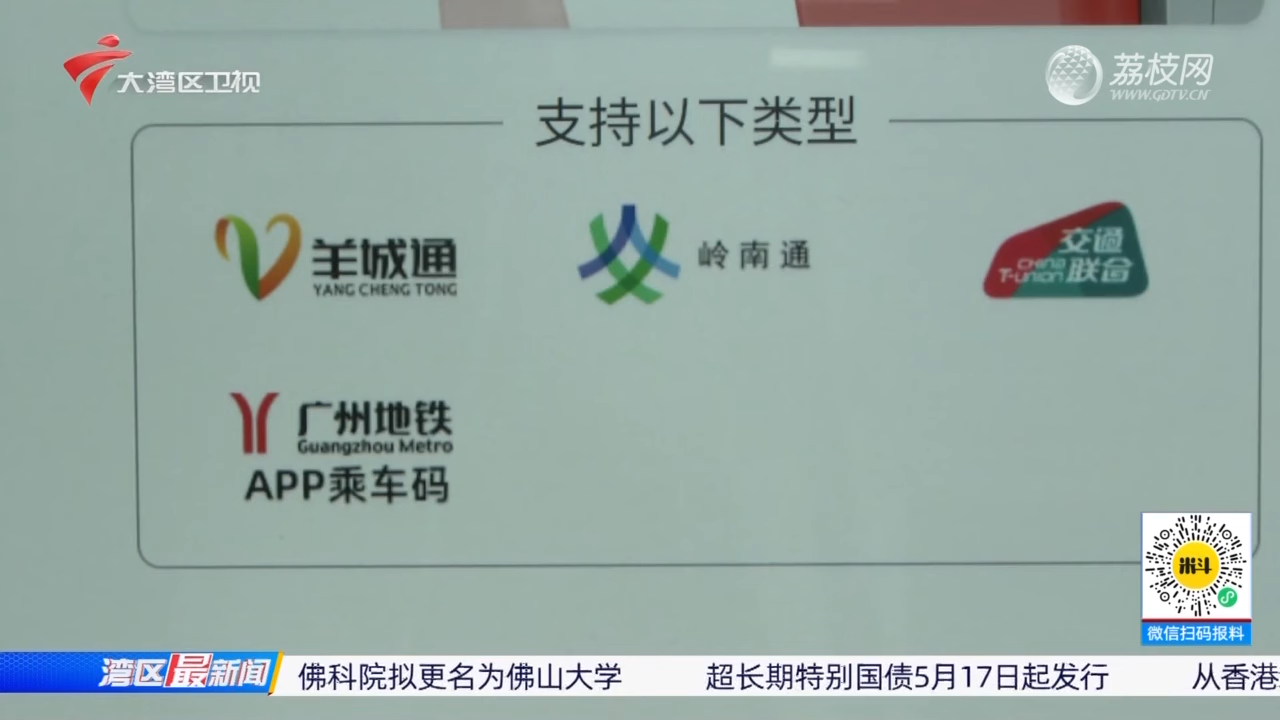 大湾区卫视
荔枝网
WWW.GDTV.CN
支持以下类型
羊城通
YANG CHENG TONG
岭南通
交通
CHINA
T-union 联合
广州地铁
Guangzhou Metro
APP乘车码
米斗
微信扫码报料
湾区最新闻
佛科院拟更名为佛山大学 超长期特别国债5月17日起发行 从香港